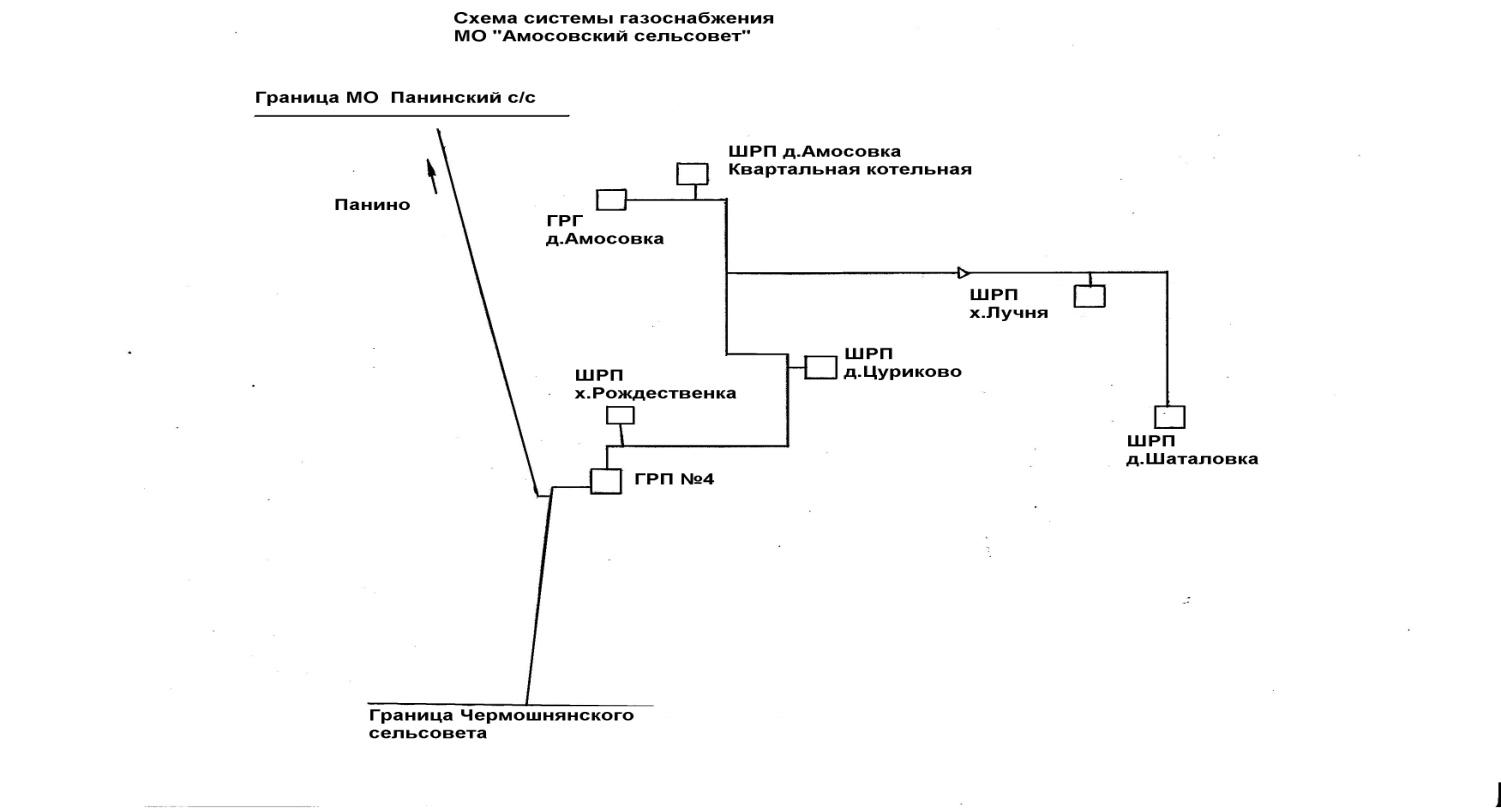 Схема системы газоснабжения
МО "Амосовский сельсовет"
Граница МО Панинский с/с
ШРП д.Амосовка
Квартальная котельная
Панино
ГРГ
д.Амосовка
ШРП
х.Лучня
ШРП
д.Цуриково
ШРП
х.Рождественка
ШРП
д.Шаталовка
ГРП №4
Граница Чермошнянского
сельсовета